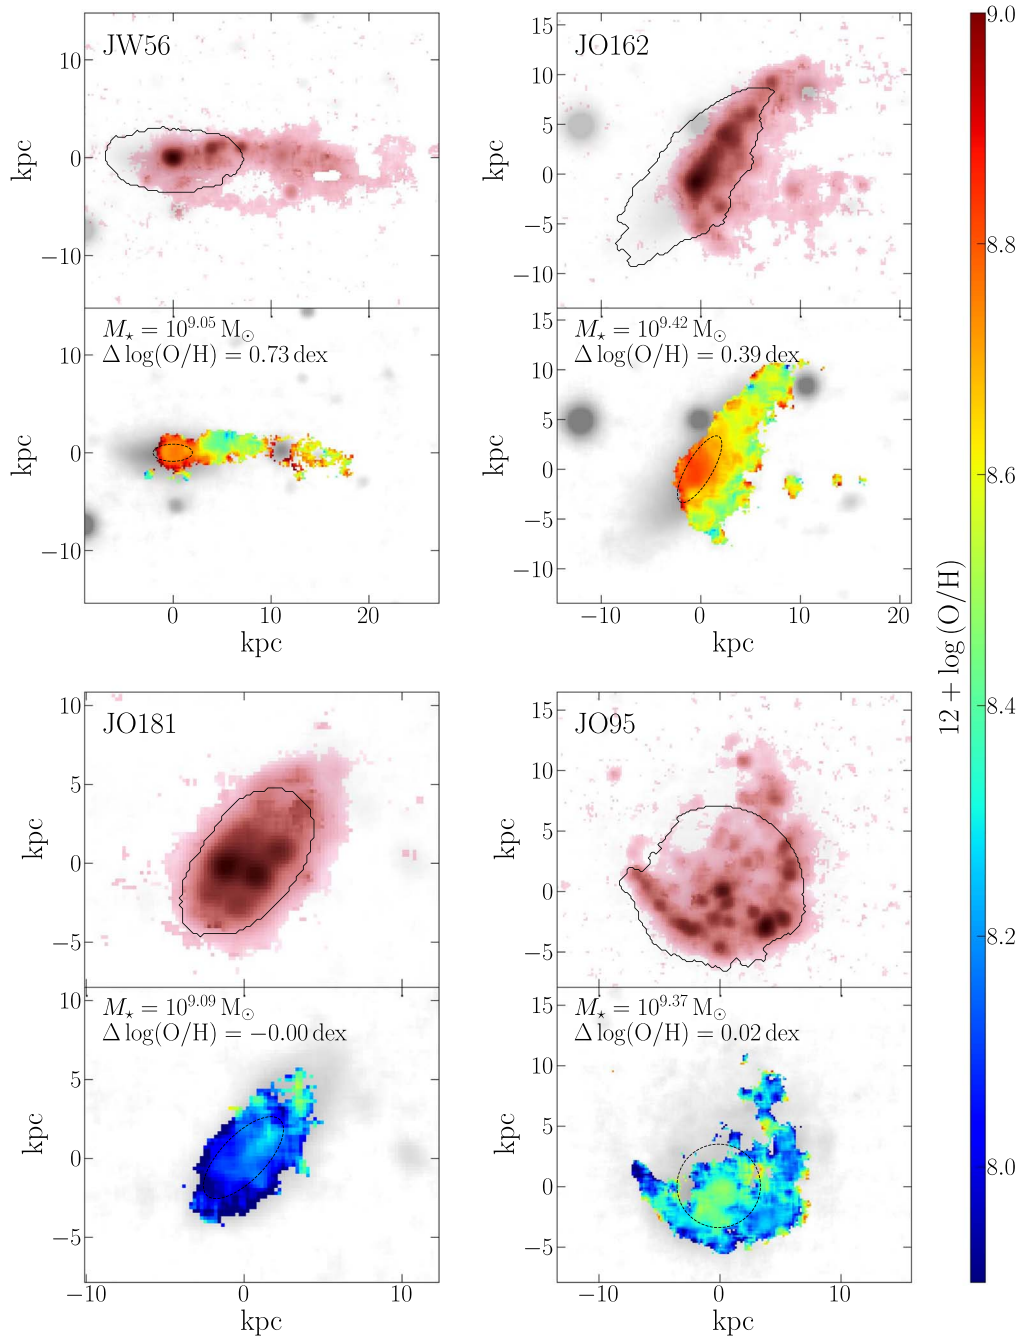 JW56
10
0
−10
kpc
M⋆ = 10^9.05 M⊙
Δ log(O/H) = 0.73 dex
10
0
−10
kpc
0 10 20
kpc
JO162
15
10
5
0
−5
−10
kpc
M⋆ = 10^9.42 M⊙
Δ log(O/H) = 0.39 dex
15
10
5
0
−5
−10
kpc
−10 0 10 20
kpc
JO181
10
5
0
−5
kpc
M⋆ = 10^9.09 M⊙
Δ log(O/H) = −0.00 dex
10
5
0
−5
kpc
−10 0 10
kpc
JO95
15
10
5
0
−5
kpc
M⋆ = 10^9.37 M⊙
Δ log(O/H) = 0.02 dex
15
10
5
0
−5
kpc
−10 0 10
kpc
12 + log (O/H)
9.0
8.8
8.6
8.4
8.2
8.0